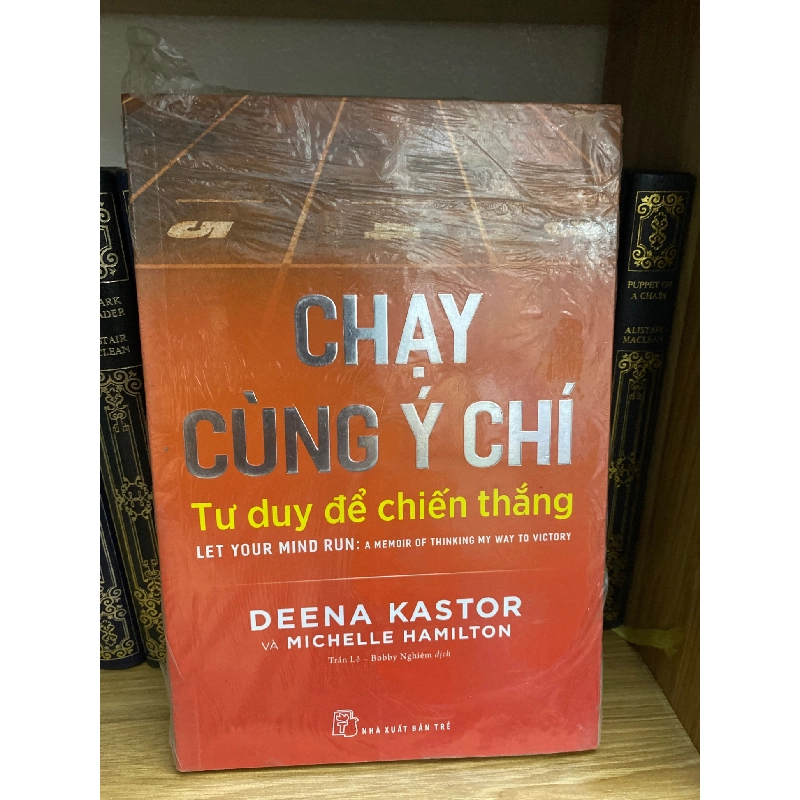 5
4
CHẠY
CÙNG Ý CHÍ
Tư duy để chiến thắng
LET YOUR MIND RUN: A MEMOIR OF THINKING MY WAY TO VICTORY
DEENA KASTOR
VÀ MICHELLE HAMILTON
Trần Lê – Bobby Nghiêm dịch
NHÀ XUẤT BẢN TRẺ
PUPPET ON
A CHAIN
ALISTAIR
MACLEAN